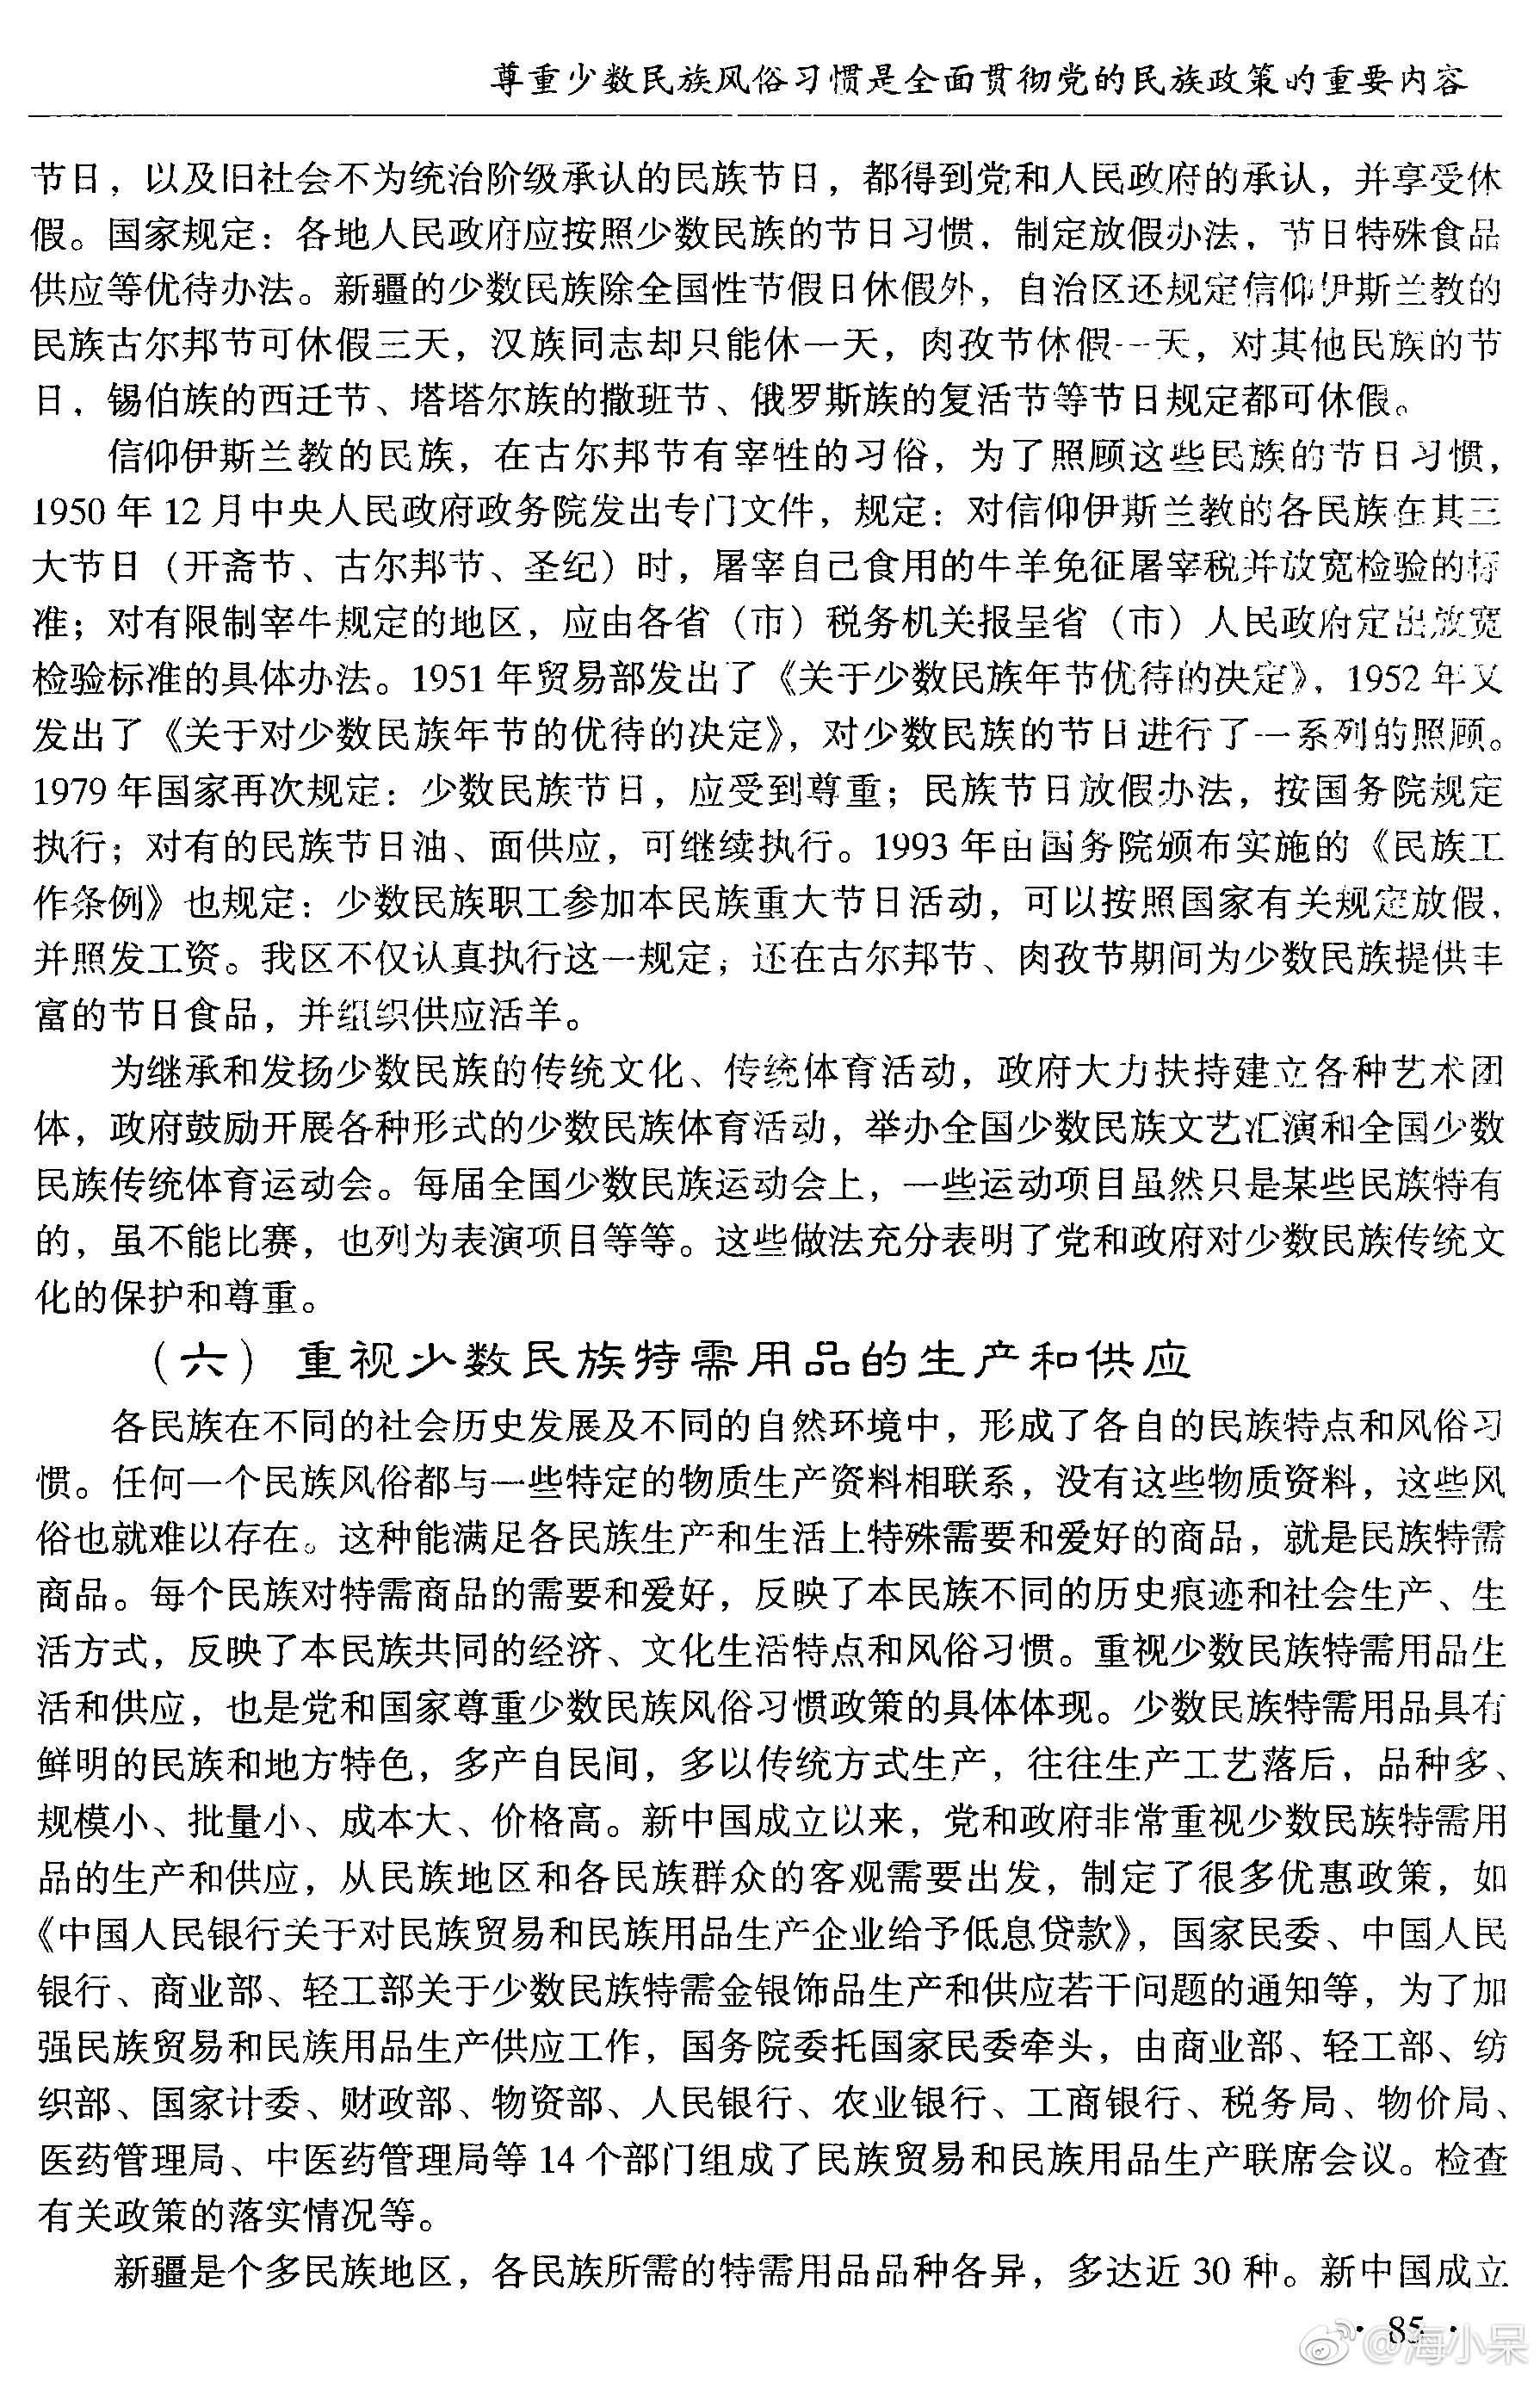 尊重少数民族风俗习惯是全面贯彻党的民族政策的重要内容
节日，以及旧社会不为统治阶级承认的民族节日，都得到党和人民政府的承认，并享受休
假。国家规定：各地人民政府应按照少数民族的节日习惯，制定放假办法，节日特殊食品
供应等优待办法。新疆的少数民族除全国性节假日休假外，自治区还规定信仰伊斯兰教的
民族古尔邦节可休假三天，汉族同志却只能休一天，肉孜节休假一天，对其他民族的节
日，锡伯族的西迁节、塔塔尔族的撒班节、俄罗斯族的复活节等节日规定都可休假。
信仰伊斯兰教的民族，在古尔邦节有宰牲的习俗，为了照顾这些民族的节日习惯，
1950 年 12 月中央人民政府政务院发出专门文件，规定：对信仰伊斯兰教的各民族在其三
大节日（开斋节、古尔邦节、圣纪）时，屠宰自己食用的牛羊免征屠宰税并放宽检验的标
准；对有限制宰牛规定的地区，应由各省（市）税务机关报呈省（市）人民政府定出放宽
检验标准的具体办法。1951 年贸易部发出了《关于少数民族年节优待的决定》，1952 年又
发出了《关于对少数民族年节的优待的决定》，对少数民族的节日进行了一系列的照顾。
1979 年国家再次规定：少数民族节日，应受到尊重；民族节日放假办法，按国务院规定
执行；对有的民族节日油、面供应，可继续执行。1993 年由国务院颁布实施的《民族工
作条例》也规定：少数民族职工参加本民族重大节日活动，可以按照国家有关规定放假，
并照发工资。我区不仅认真执行这一规定；还在古尔邦节、肉孜节期间为少数民族提供丰
富的节日食品，并组织供应活羊。
为继承和发扬少数民族的传统文化、传统体育活动，政府大力扶持建立各种艺术团
体，政府鼓励开展各种形式的少数民族体育活动，举办全国少数民族文艺汇演和全国少数
民族传统体育运动会。每届全国少数民族运动会上，一些运动项目虽然只是某些民族特有
的，虽不能比赛，也列为表演项目等等。这些做法充分表明了党和政府对少数民族传统文
化的保护和尊重。
（六）重视少数民族特需用品的生产和供应
各民族在不同的社会历史发展及不同的自然环境中，形成了各自的民族特点和风俗习
惯。任何一个民族风俗都与一些特定的物质生产资料相联系，没有这些物质资料，这些风
俗也就难以存在。这种能满足各民族生产和生活上特殊需要和爱好的商品，就是民族特需
商品。每个民族对特需商品的需要和爱好，反映了本民族不同的历史痕迹和社会生产、生
活方式，反映了本民族共同的经济、文化生活特点和风俗习惯。重视少数民族特需用品生
活和供应，也是党和国家尊重少数民族风俗习惯政策的具体体现。少数民族特需用品具有
鲜明的民族和地方特色，多产自民间，多以传统方式生产，往往生产工艺落后，品种多、
规模小、批量小、成本大、价格高。新中国成立以来，党和政府非常重视少数民族特需用
品的生产和供应，从民族地区和各民族群众的客观需要出发，制定了很多优惠政策，如
《中国人民银行关于对民族贸易和民族用品生产企业给予低息贷款》，国家民委、中国人民
银行、商业部、轻工部关于少数民族特需金银饰品生产和供应若干问题的通知等，为了加
强民族贸易和民族用品生产供应工作，国务院委托国家民委牵头，由商业部、轻工部、纺
织部、国家计委、财政部、物资部、人民银行、农业银行、工商银行、税务局、物价局、
医药管理局、中医药管理局等 14 个部门组成了民族贸易和民族用品生产联席会议。检查
有关政策的落实情况等。
新疆是个多民族地区，各民族所需的特需用品品种各异，多达近 30 种。新中国成立
· 85 ·
@海小呆